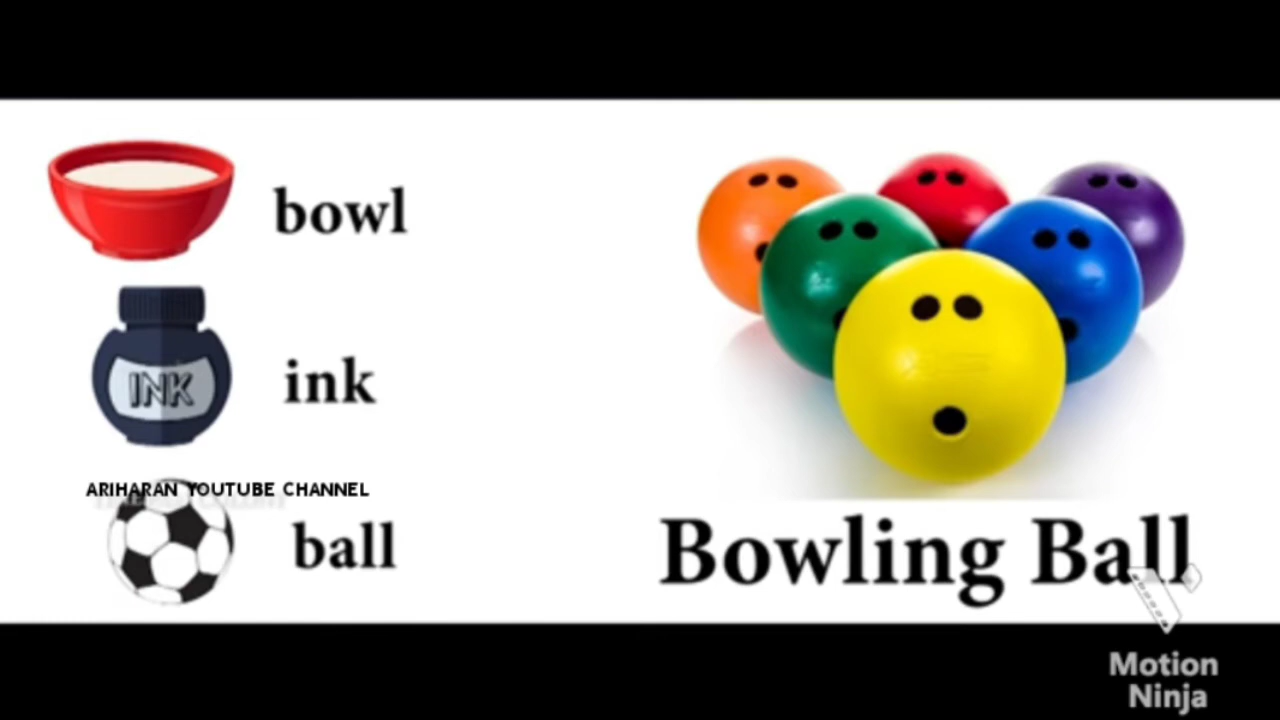 bowl
INK
ink
ARIHARAN YOUTUBE CHANNEL
ball
Bowling Ball
Motion
Ninja